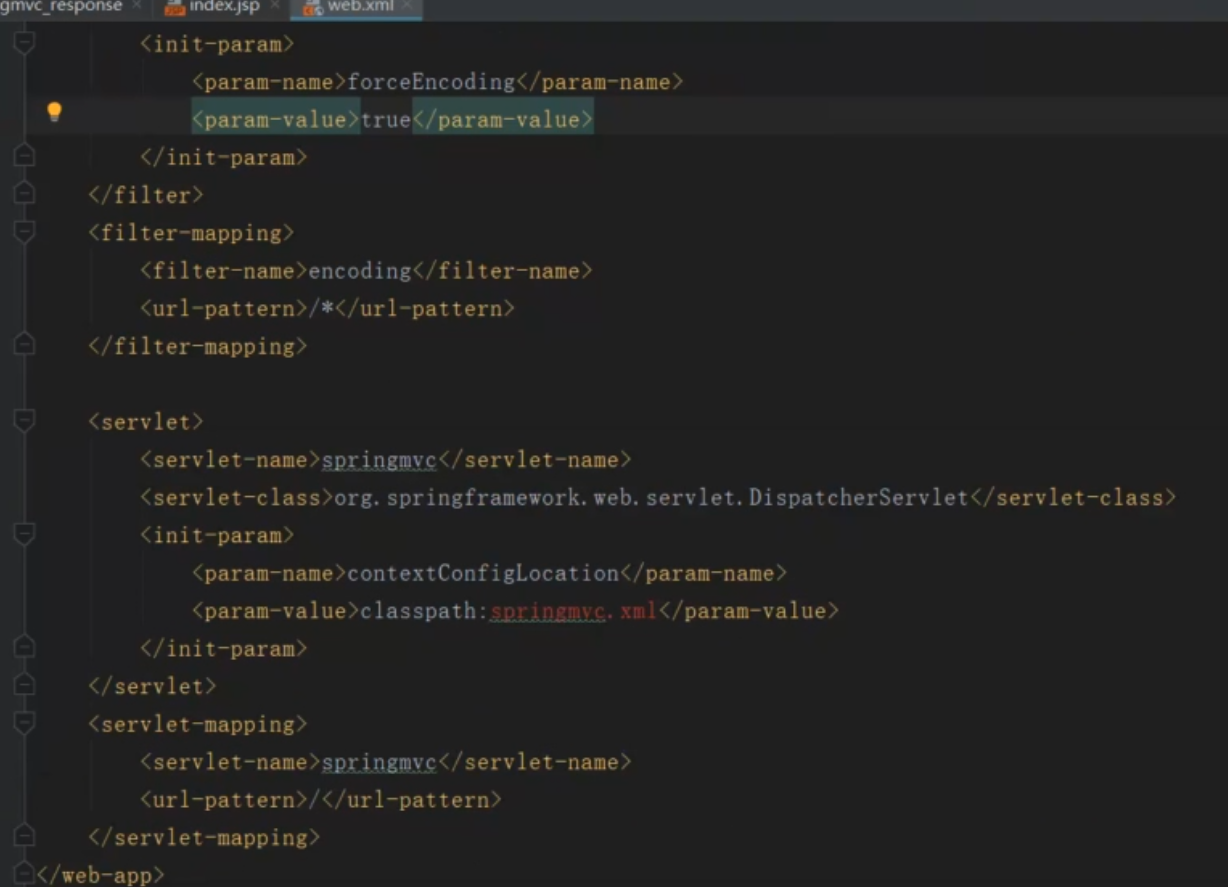 gmvc_response × index.jsp × web.xml ×
<init-param>
<param-name>forceEncoding</param-name>
<param-value>true</param-value>
</init-param>
</filter>
<filter-mapping>
<filter-name>encoding</filter-name>
<url-pattern>/*</url-pattern>
</filter-mapping>
<servlet>
<servlet-name>springmvc</servlet-name>
<servlet-class>org.springframework.web.servlet.DispatcherServlet</servlet-class>
<init-param>
<param-name>contextConfigLocation</param-name>
<param-value>classpath:springmvc.xml</param-value>
</init-param>
</servlet>
<servlet-mapping>
<servlet-name>springmvc</servlet-name>
<url-pattern>/</url-pattern>
</servlet-mapping>
</web-app>